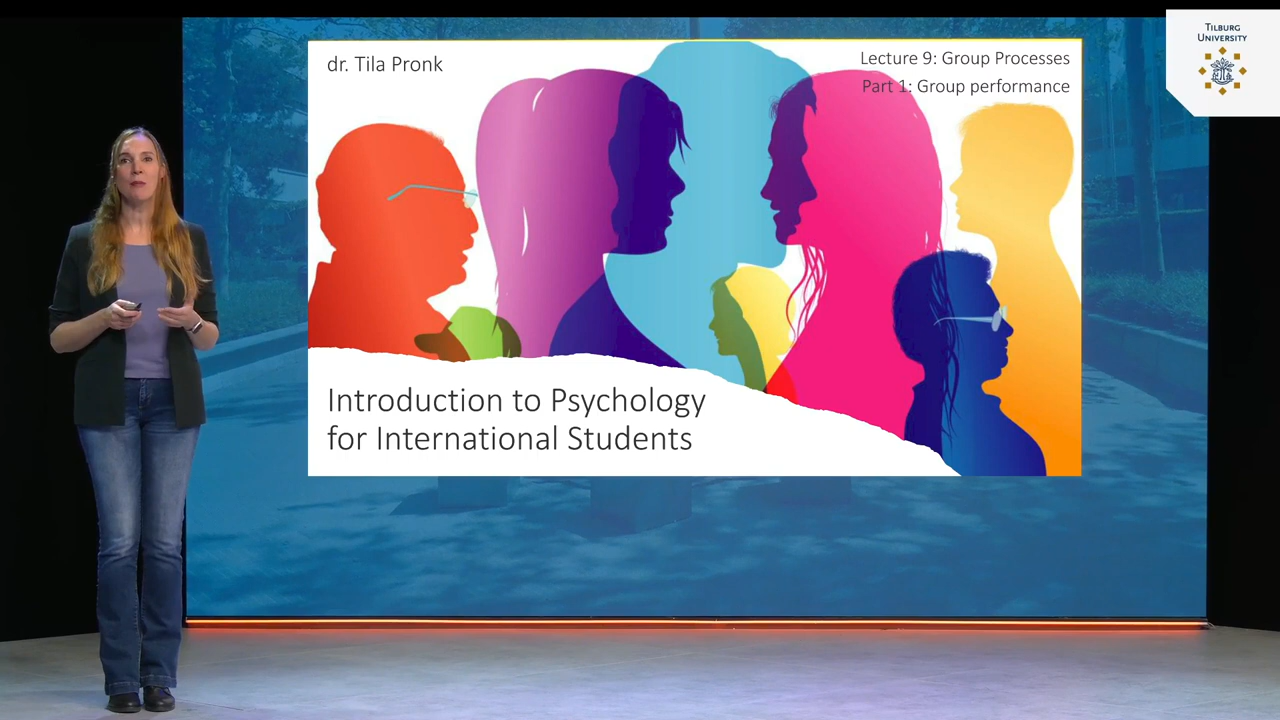 dr. Tila Pronk
Lecture 9: Group Processes
Part 1: Group performance
Introduction to Psychology
for International Students
TILBURG
UNIVERSITY